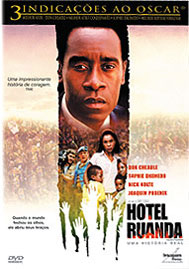 3 INDICAÇÕES AO OSCAR
Uma impressionante
história de coragem.
DON CHEADLE
SOPHIE OKONEDO
NICK NOLTE
JOAQUIN PHOENIX
HOTEL
RUANDA
UMA HISTÓRIA REAL
Quando o mundo
fechou os olhos,
ele abriu seus braços
DVD